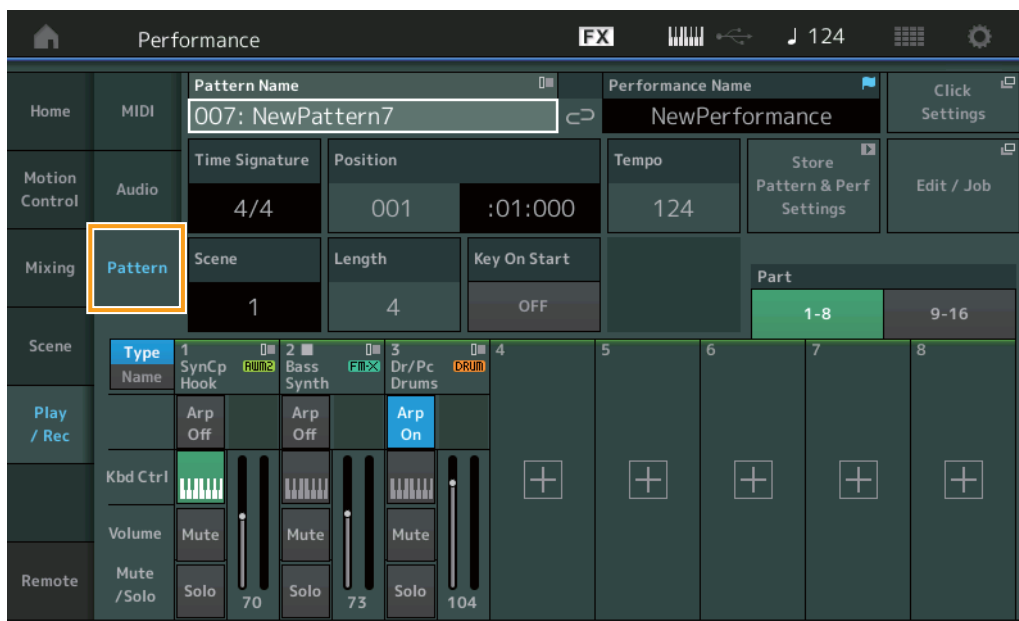 Performance
FX
124
Home
Motion
Control
Mixing
Scene
Play
/ Rec
Remote
MIDI
Audio
Pattern
Pattern Name
007: NewPattern7
Performance Name
NewPerformance
Click
Settings
Time Signature
4/4
Position
001
:01:000
Tempo
124
Store
Pattern & Perf
Settings
Edit / Job
Scene
1
Length
4
Key On Start
OFF
Part
1-8
9-16
Type
Name
1
SynCp
AWM2
Hook
2
Bass
FM-X
Synth
3
Dr/Pc
DRUM
Drums
4
5
6
7
8
Arp
Off
Arp
Off
Arp
On
Kbd Ctrl
Volume
Mute
Mute
Mute
Mute
/Solo
Solo
70
Solo
73
Solo
104